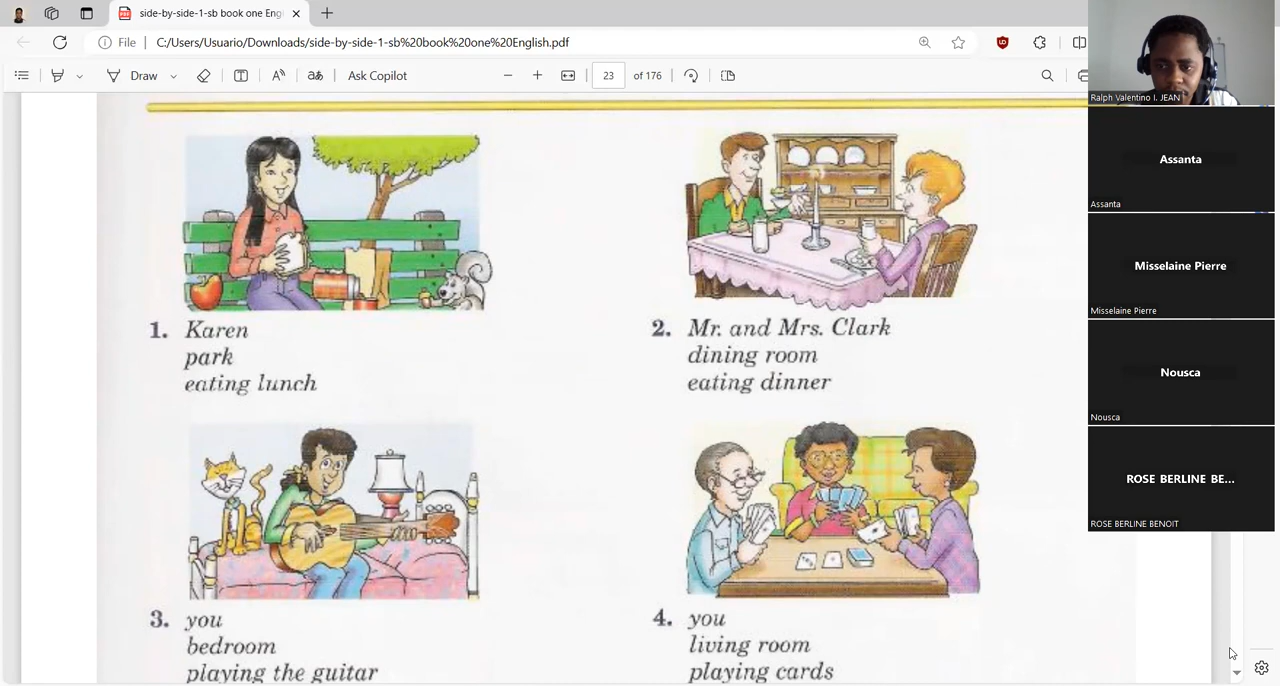 side-by-side-1-sb book one Eng
File
C:/Users/Usuario/Downloads/side-by-side-1-sb%20book%20one%20English.pdf
Draw
Ask Copilot
23
of 176
1. Karen
park
eating lunch
2. Mr. and Mrs. Clark
dining room
eating dinner
3. you
bedroom
playing the guitar
4. you
living room
playing cards
Ralph Valentino I. JEAN
Assanta
Assanta
Misselaine Pierre
Misselaine Pierre
Nousca
Nousca
ROSE BERLINE BE...
ROSE BERLINE BENOIT